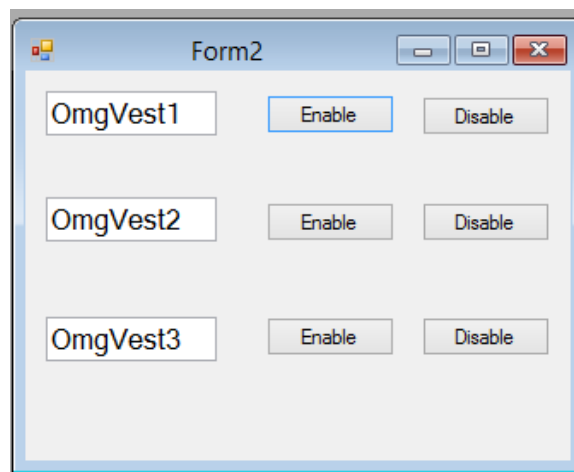 Form2
OmgVest1 Enable Disable
OmgVest2 Enable Disable
OmgVest3 Enable Disable